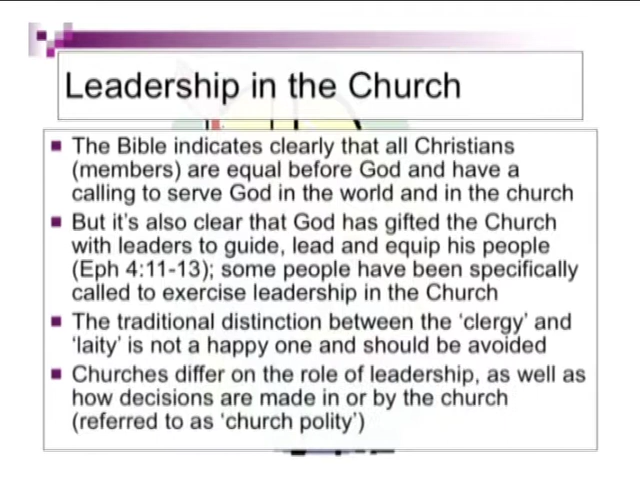 Leadership in the Church
The Bible indicates clearly that all Christians
(members) are equal before God and have a
calling to serve God in the world and in the church
But it's also clear that God has gifted the Church
with leaders to guide, lead and equip his people
(Eph 4:11-13); some people have been specifically
called to exercise leadership in the Church
The traditional distinction between the 'clergy' and
'laity' is not a happy one and should be avoided
Churches differ on the role of leadership, as well as
how decisions are made in or by the church
(referred to as 'church polity')